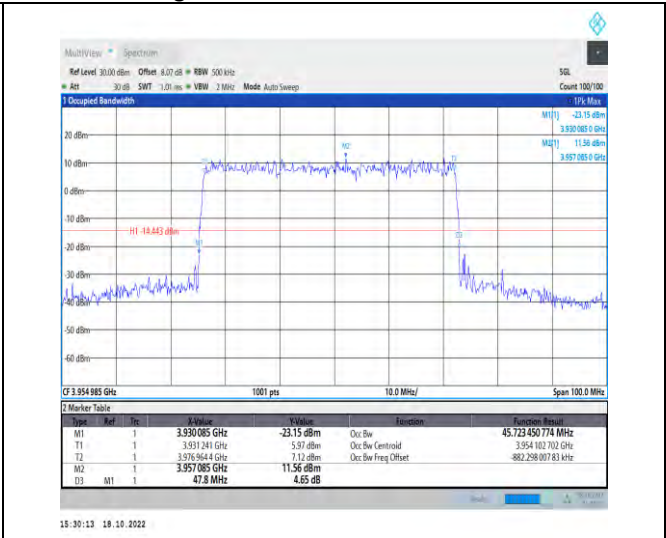 MultiView Spectrum
Ref Level 30.00 dBm Offset 8.07 dB RBW 500 kHz SGL
Att 30 dB SWT 1.01 ms VBW 2 MHz Mode Auto Sweep Count 100/100
1 Occupied Bandwidth 1Pk Max
M1[1] -23.15 dBm
3.930 085 0 GHz
M2[1] 11.56 dBm
3.957 085 0 GHz
20 dBm
M2
T1 T2
10 dBm
0 dBm
-10 dBm
H1 -14.443 dBm
D3
M1
-20 dBm
-30 dBm
-40 dBm
-50 dBm
-60 dBm
CF 3.954 985 GHz 1001 pts 10.0 MHz/ Span 100.0 MHz
2 Marker Table
Type Ref Trc X-Value Y-Value Function Function Result
M1 1 3.930 085 GHz -23.15 dBm Occ Bw 45.723 450 774 MHz
T1 1 3.931 241 GHz 5.97 dBm Occ Bw Centroid 3.954 102 702 GHz
T2 1 3.976 964 4 GHz 7.12 dBm Occ Bw Freq Offset -882.298 007 83 kHz
M2 1 3.957 085 GHz 11.56 dBm
D3 M1 1 47.8 MHz 4.65 dB
15:30:13 18.10.2022